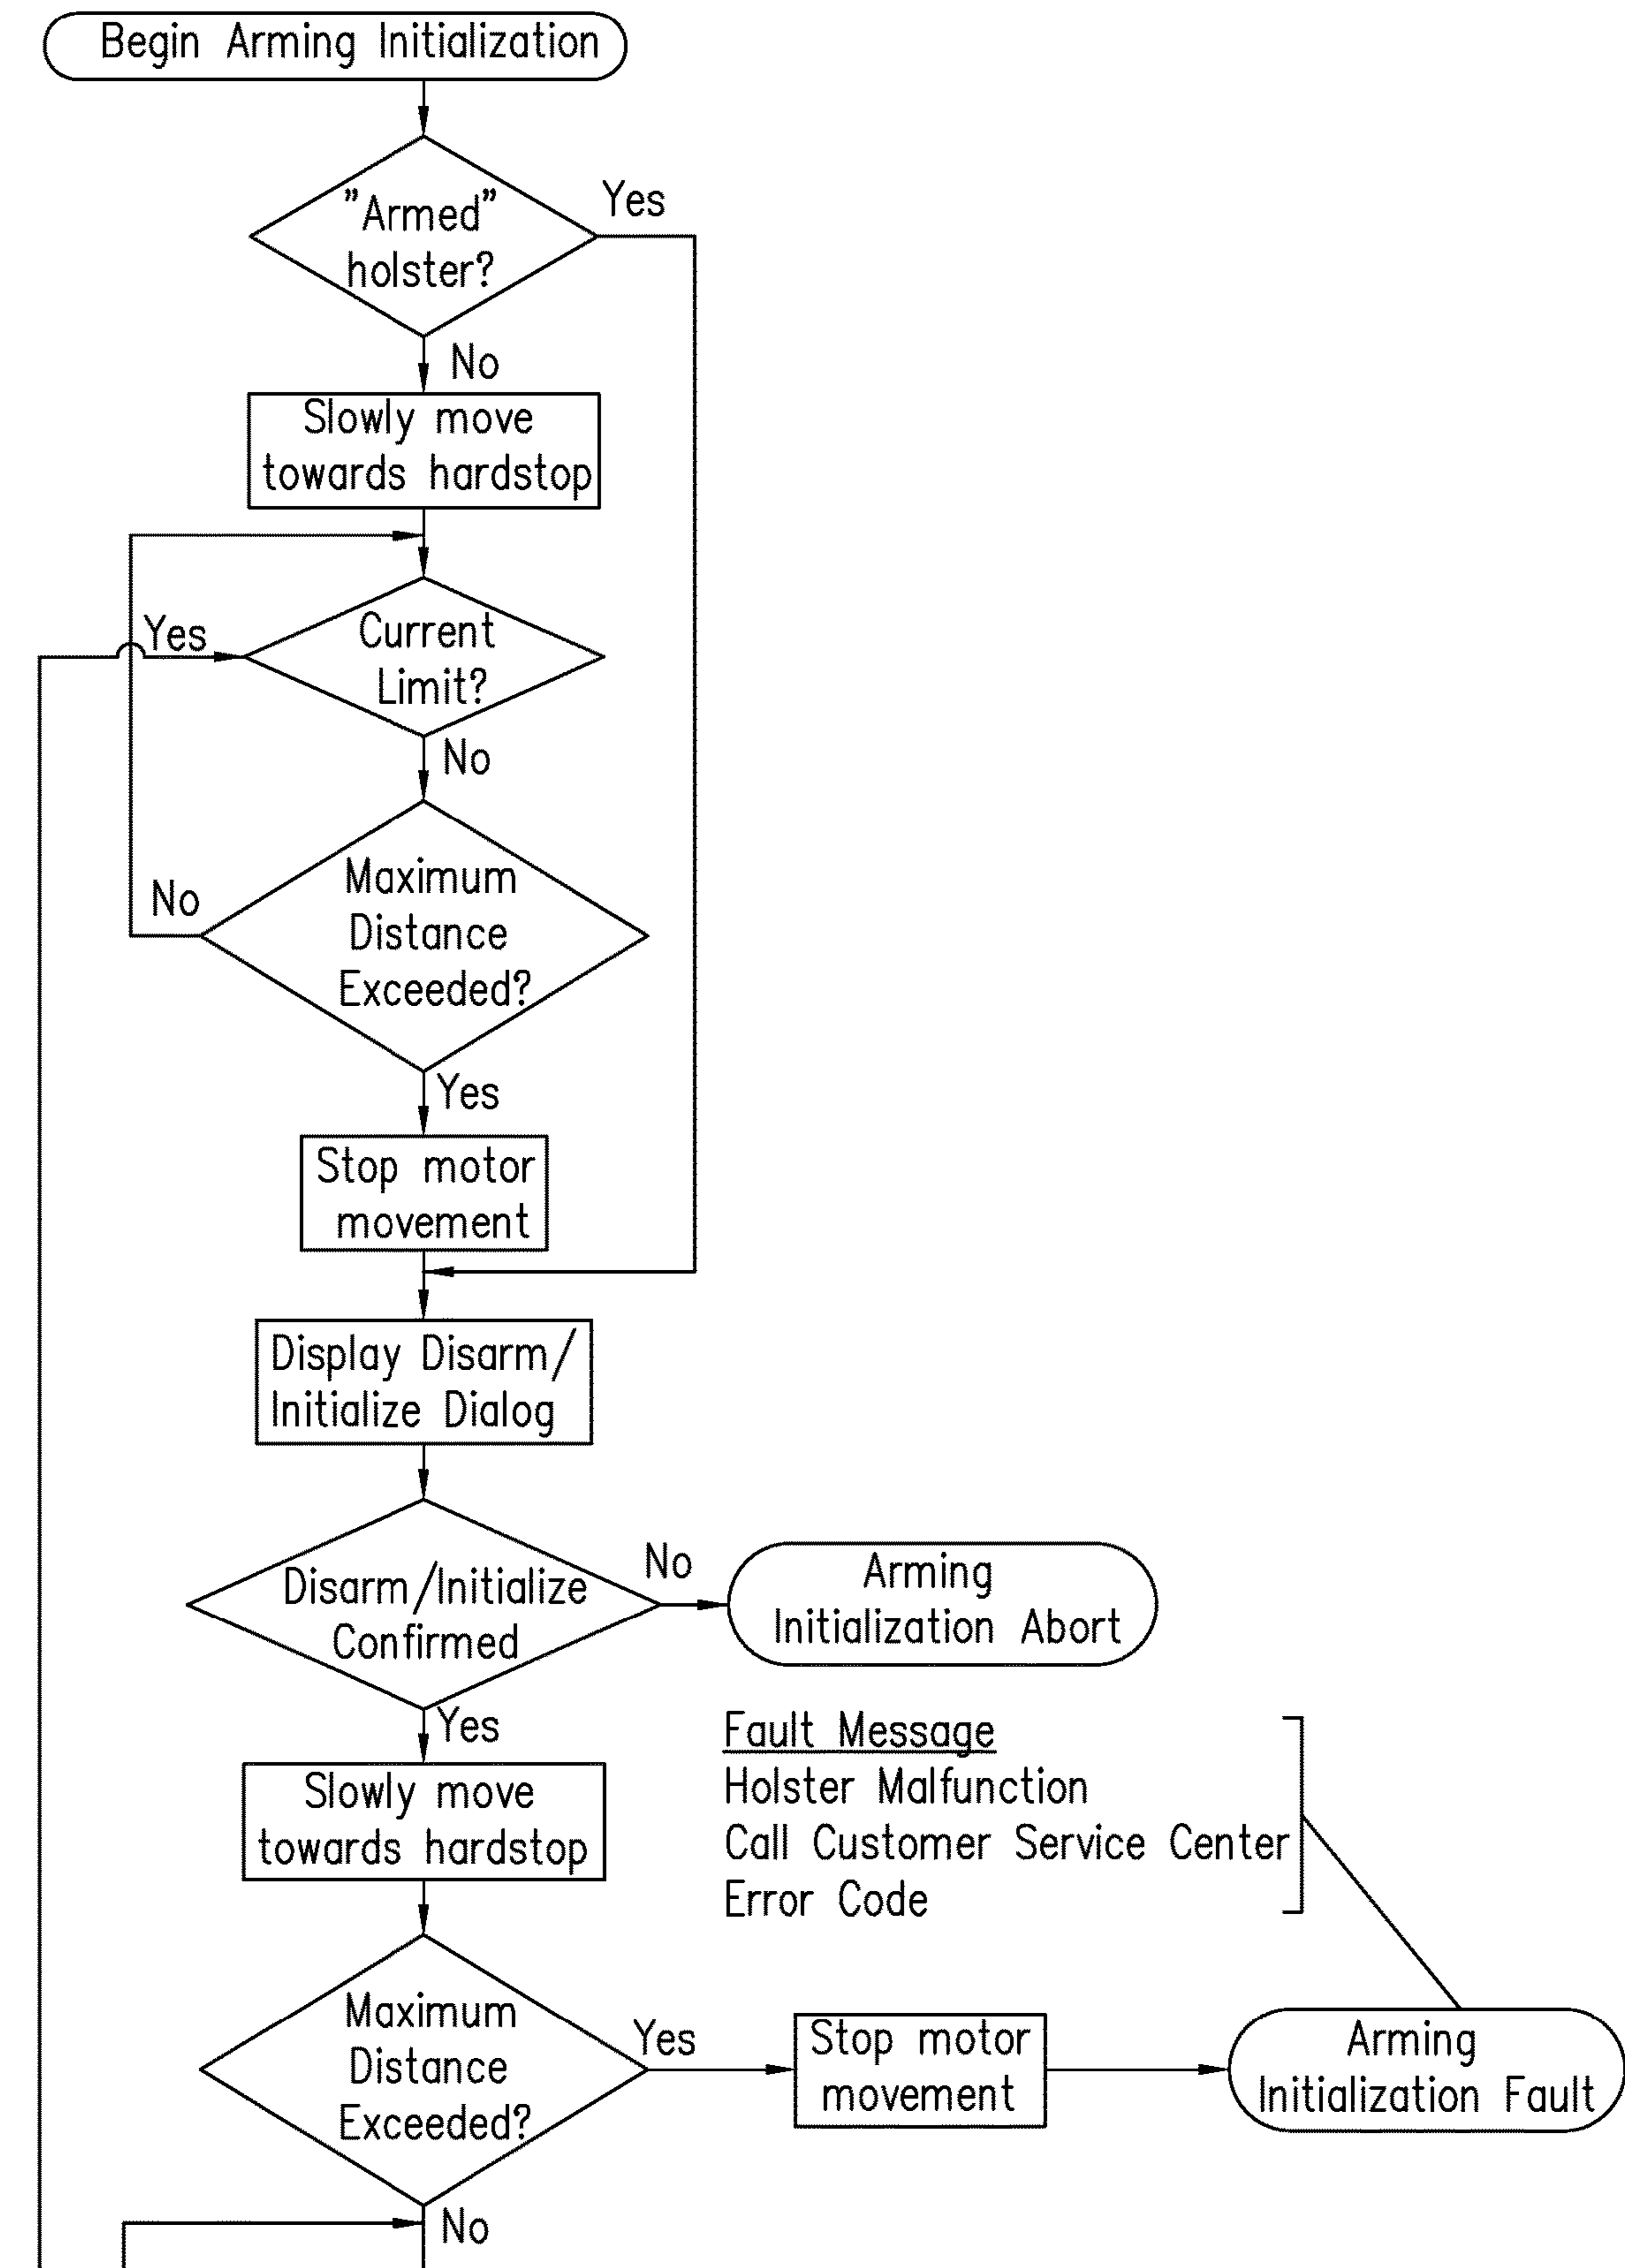 Begin Arming Initialization
"Armed"
holster?
Yes
No
Slowly move
towards hardstop
Yes
Current
Limit?
No
Maximum
Distance
Exceeded?
No
Yes
Stop motor
movement
Display Disarm/
Initialize Dialog
Disarm/Initialize
Confirmed
No
Arming
Initialization Abort
Yes
Slowly move
towards hardstop
Fault Message
Holster Malfunction
Call Customer Service Center
Error Code
Maximum
Distance
Exceeded?
Yes
Stop motor
movement
Arming
Initialization Fault
No